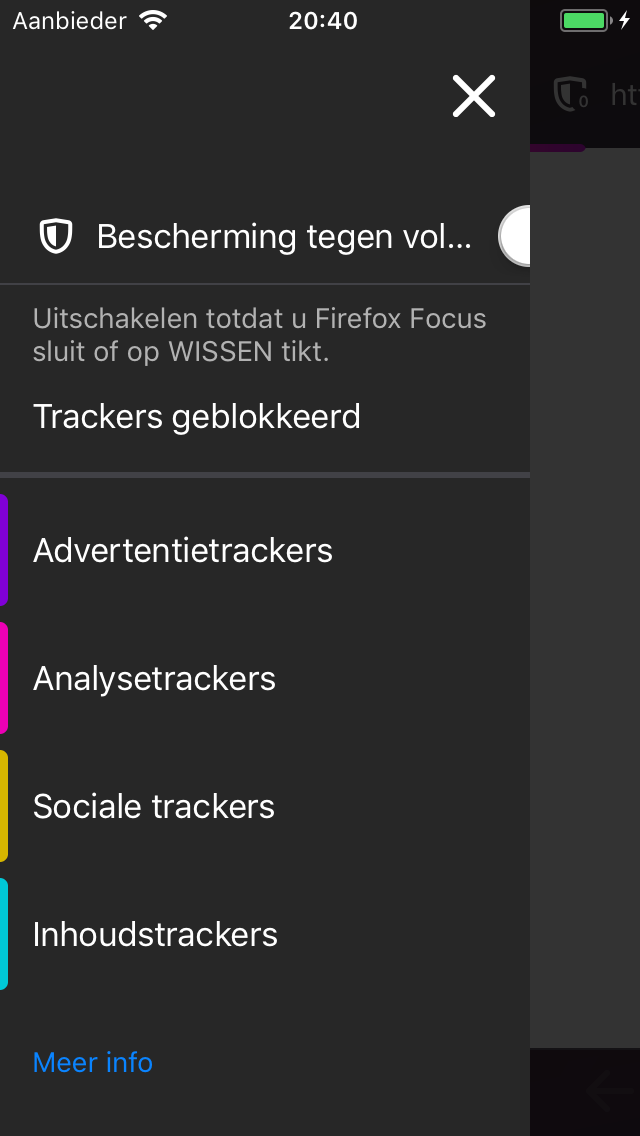 Aanbieder 20:40
0 ht
Bescherming tegen vol...
Uitschakelen totdat u Firefox Focus
sluit of op WISSEN tikt.
Trackers geblokkeerd
Advertentietrackers
Analysetrackers
Sociale trackers
Inhoudstrackers
Meer info